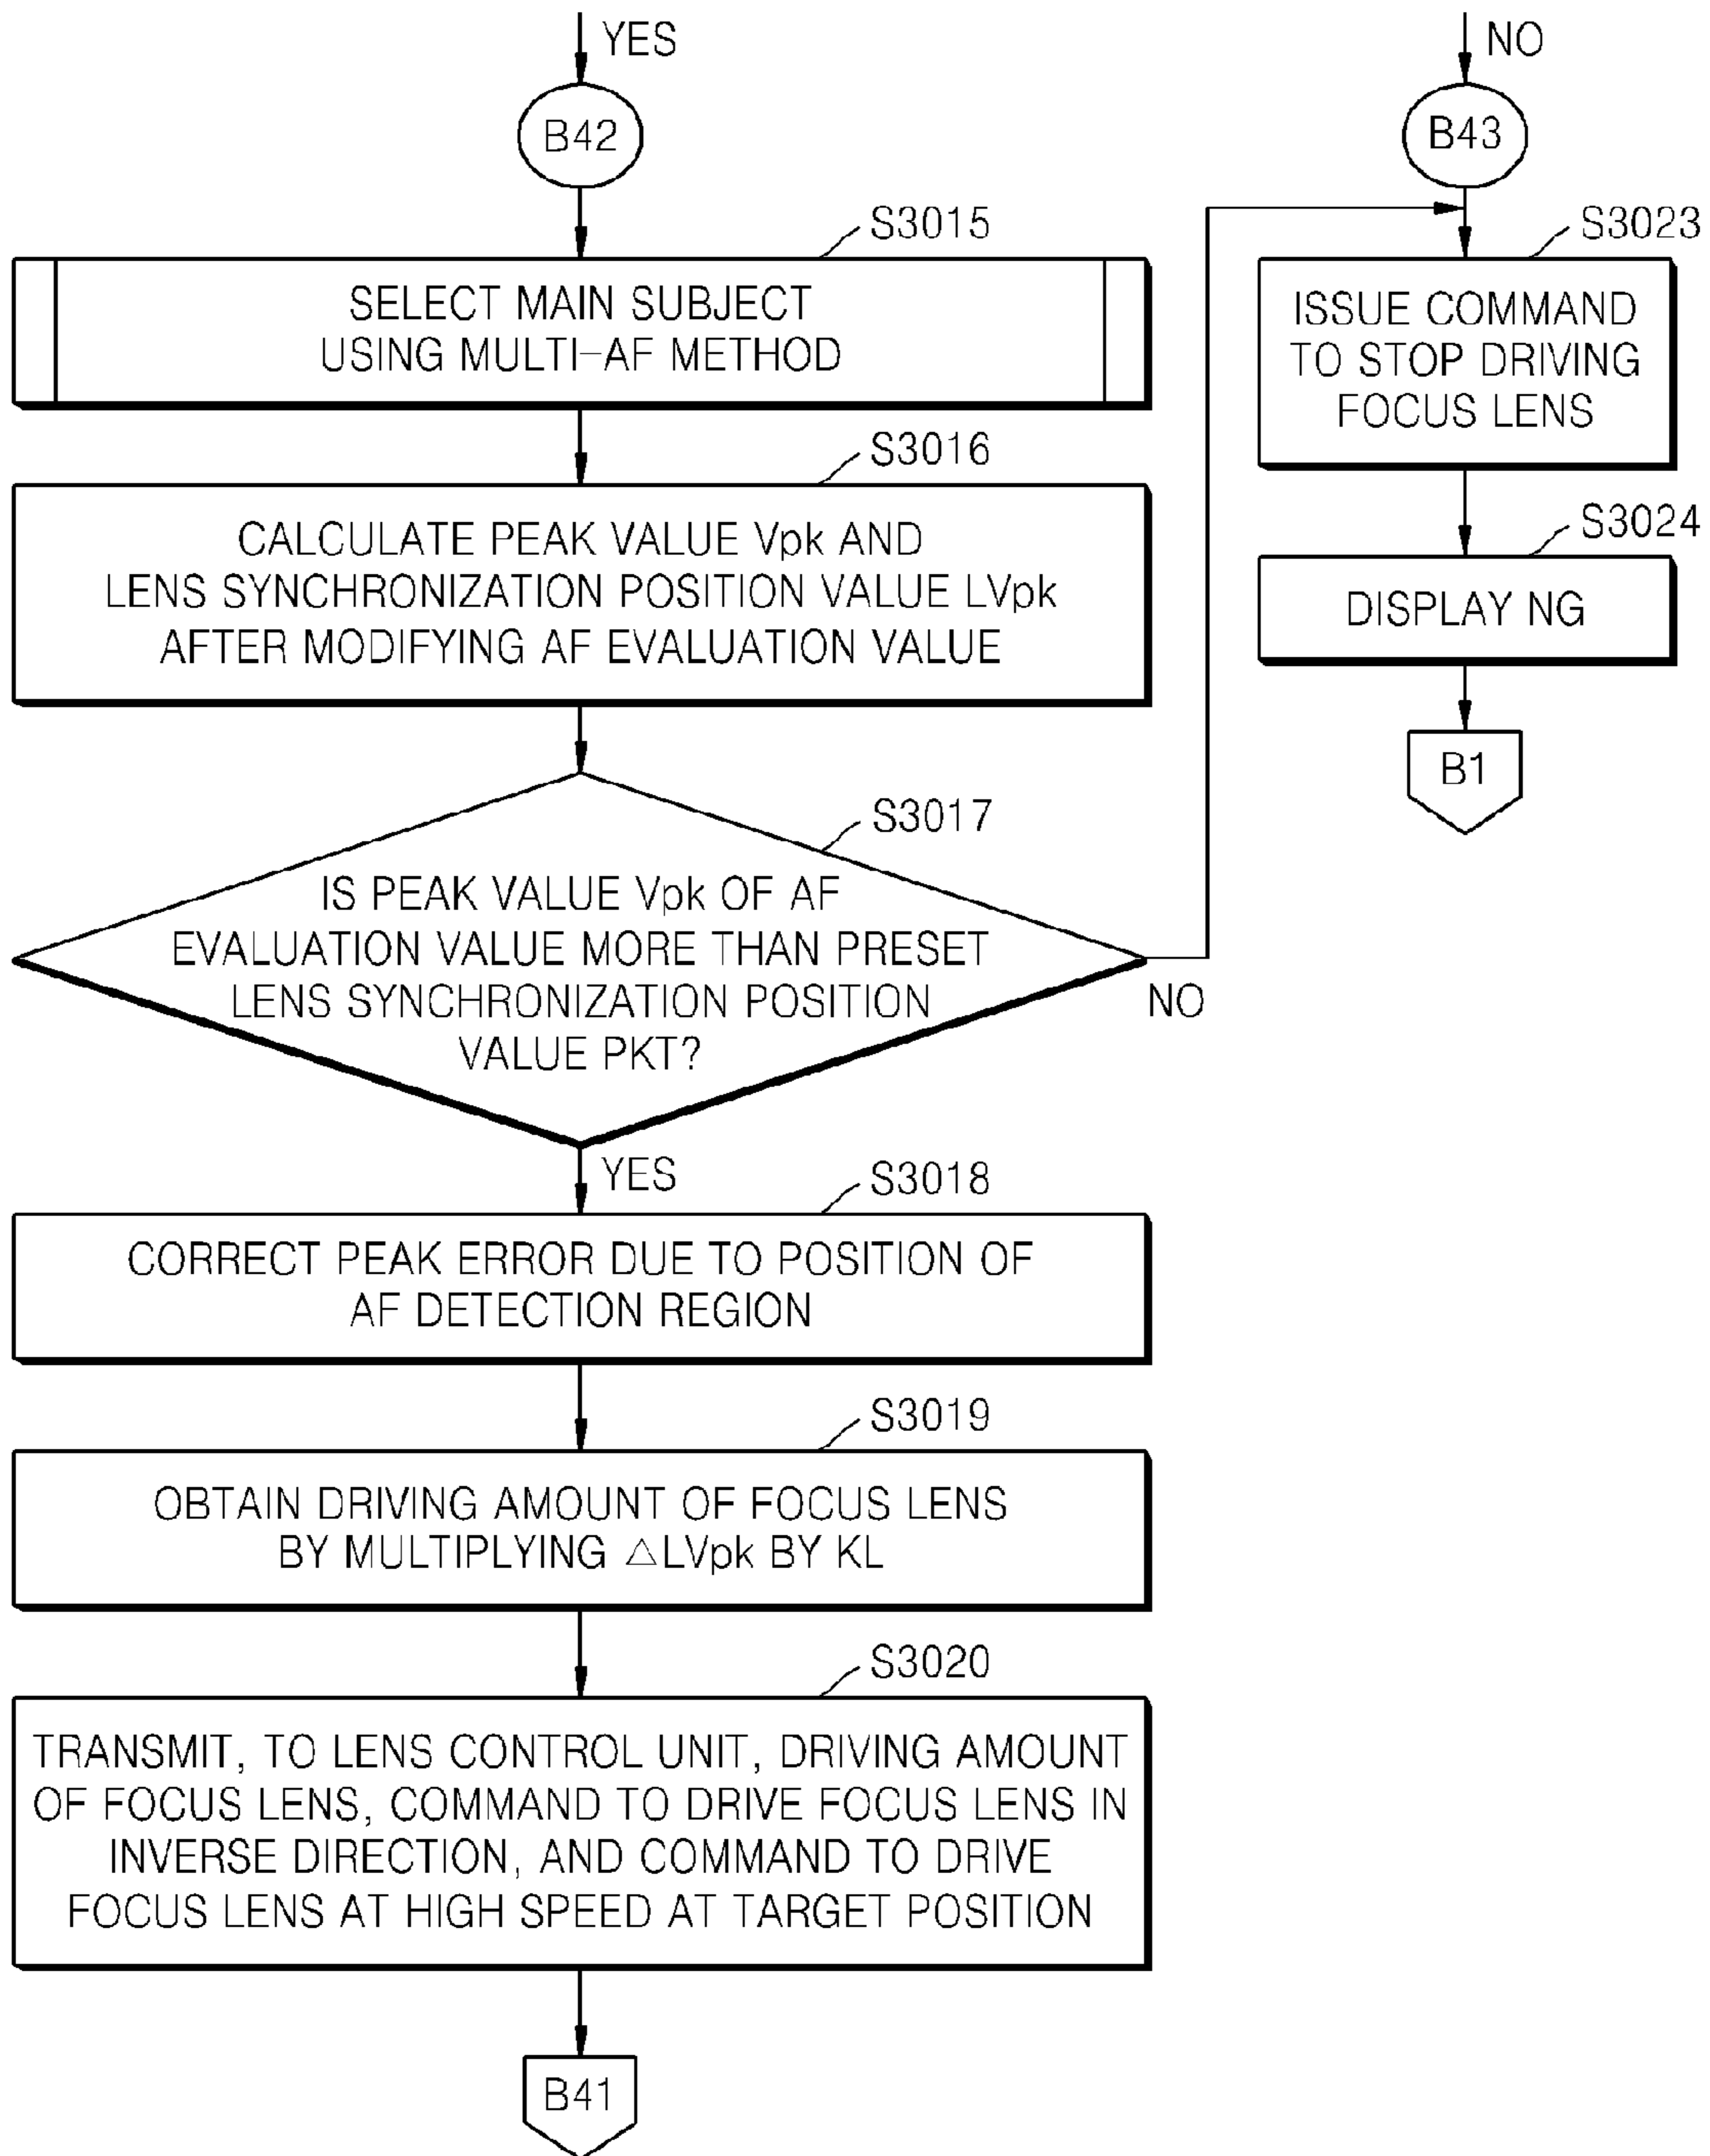 YES
B42
S3015
SELECT MAIN SUBJECT
USING MULTI-AF METHOD
S3016
CALCULATE PEAK VALUE Vpk AND
LENS SYNCHRONIZATION POSITION VALUE LVpk
AFTER MODIFYING AF EVALUATION VALUE
S3017
IS PEAK VALUE Vpk OF AF
EVALUATION VALUE MORE THAN PRESET
LENS SYNCHRONIZATION POSITION
VALUE PKT?
NO
YES
S3018
CORRECT PEAK ERROR DUE TO POSITION OF
AF DETECTION REGION
S3019
OBTAIN DRIVING AMOUNT OF FOCUS LENS
BY MULTIPLYING △LVpk BY KL
S3020
TRANSMIT, TO LENS CONTROL UNIT, DRIVING AMOUNT
OF FOCUS LENS, COMMAND TO DRIVE FOCUS LENS IN
INVERSE DIRECTION, AND COMMAND TO DRIVE
FOCUS LENS AT HIGH SPEED AT TARGET POSITION
B41
NO
B43
S3023
ISSUE COMMAND
TO STOP DRIVING
FOCUS LENS
S3024
DISPLAY NG
B1